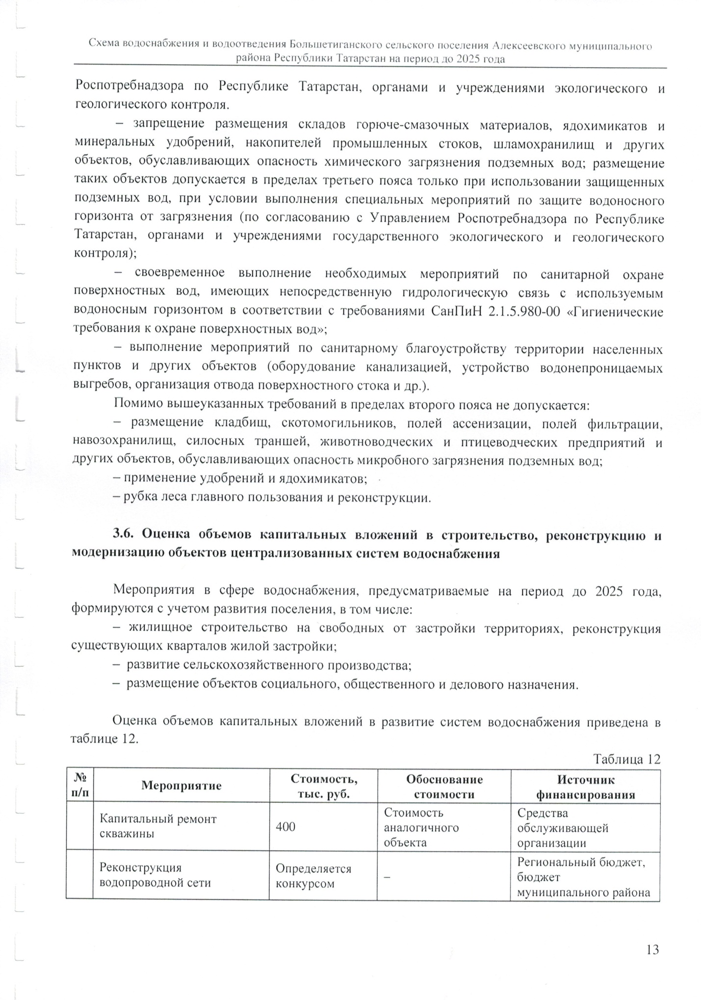 Схема водоснабжения и водоотведения Большетиганского сельского поселения Алексеевского муниципального
района Республики Татарстан на период до 2025 года
Роспотребнадзора по Республике Татарстан, органами и учреждениями экологического и
геологического контроля.
– запрещение размещения складов горюче-смазочных материалов, ядохимикатов и
минеральных удобрений, накопителей промышленных стоков, шламохранилищ и других
объектов, обуславливающих опасность химического загрязнения подземных вод; размещение
таких объектов допускается в пределах третьего пояса только при использовании защищенных
подземных вод, при условии выполнения специальных мероприятий по защите водоносного
горизонта от загрязнения (по согласованию с Управлением Роспотребнадзора по Республике
Татарстан, органами и учреждениями государственного экологического и геологического
контроля);
– своевременное выполнение необходимых мероприятий по санитарной охране
поверхностных вод, имеющих непосредственную гидрологическую связь с используемым
водоносным горизонтом в соответствии с требованиями СанПиН 2.1.5.980-00 «Гигиенические
требования к охране поверхностных вод»;
– выполнение мероприятий по санитарному благоустройству территории населенных
пунктов и других объектов (оборудование канализацией, устройство водонепроницаемых
выгребов, организация отвода поверхностного стока и др.).
Помимо вышеуказанных требований в пределах второго пояса не допускается:
– размещение кладбищ, скотомогильников, полей ассенизации, полей фильтрации,
навозохранилищ, силосных траншей, животноводческих и птицеводческих предприятий и
других объектов, обуславливающих опасность микробного загрязнения подземных вод;
– применение удобрений и ядохимикатов;
– рубка леса главного пользования и реконструкции.
3.6. Оценка объемов капитальных вложений в строительство, реконструкцию и
модернизацию объектов централизованных систем водоснабжения
Мероприятия в сфере водоснабжения, предусматриваемые на период до 2025 года,
формируются с учетом развития поселения, в том числе:
– жилищное строительство на свободных от застройки территориях, реконструкция
существующих кварталов жилой застройки;
– развитие сельскохозяйственного производства;
– размещение объектов социального, общественного и делового назначения.
Оценка объемов капитальных вложений в развитие систем водоснабжения приведена в
таблице 12.
Таблица 12
№
п/п
Мероприятие
Стоимость,
тыс. руб.
Обоснование
стоимости
Источник
финансирования
Капитальный ремонт
скважины
400
Стоимость
аналогичного
объекта
Средства
обслуживающей
организации
Реконструкция
водопроводной сети
Определяется
конкурсом
–
Региональный бюджет,
бюджет
муниципального района
13